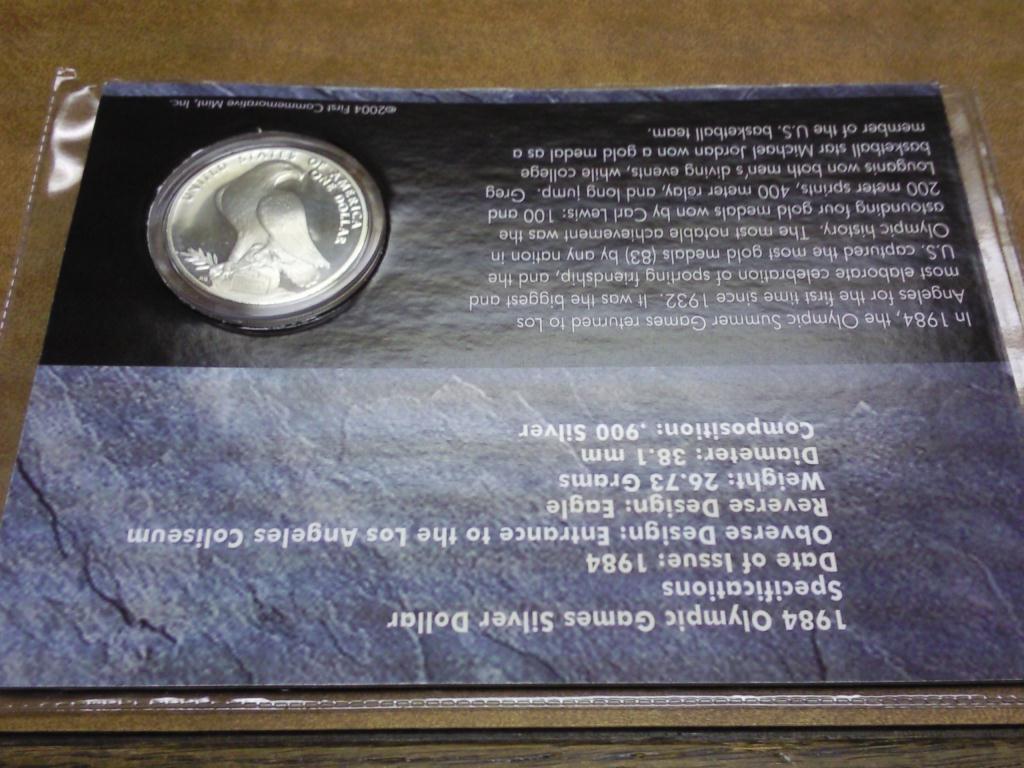 1984 Olympic Games Silver Dollar
Specifications
Date of Issue: 1984
Obverse Design: Entrance to the Los Angeles Coliseum
Reverse Design: Eagle
Weight: 26.73 Grams
Diameter: 38.1 mm
Composition: .900 Silver
In 1984, the Olympic Summer Games returned to Los
Angeles for the first time since 1932. It was the biggest and
most elaborate celebration of sporting friendship, and the
U.S. captured the most gold medals (83) by any nation in
Olympic history. The most notable achievement was the
astounding four gold medals won by Carl Lewis: 100 and
200 meter sprints, 400 meter relay, and long jump. Greg
Louganis won both men's diving events, while college
basketball star Michael Jordan won a gold medal as a
member of the U.S. basketball team.
©2004 First Commemorative Mint, Inc.
UNITED STATES OF AMERICA
ONE DOLLAR